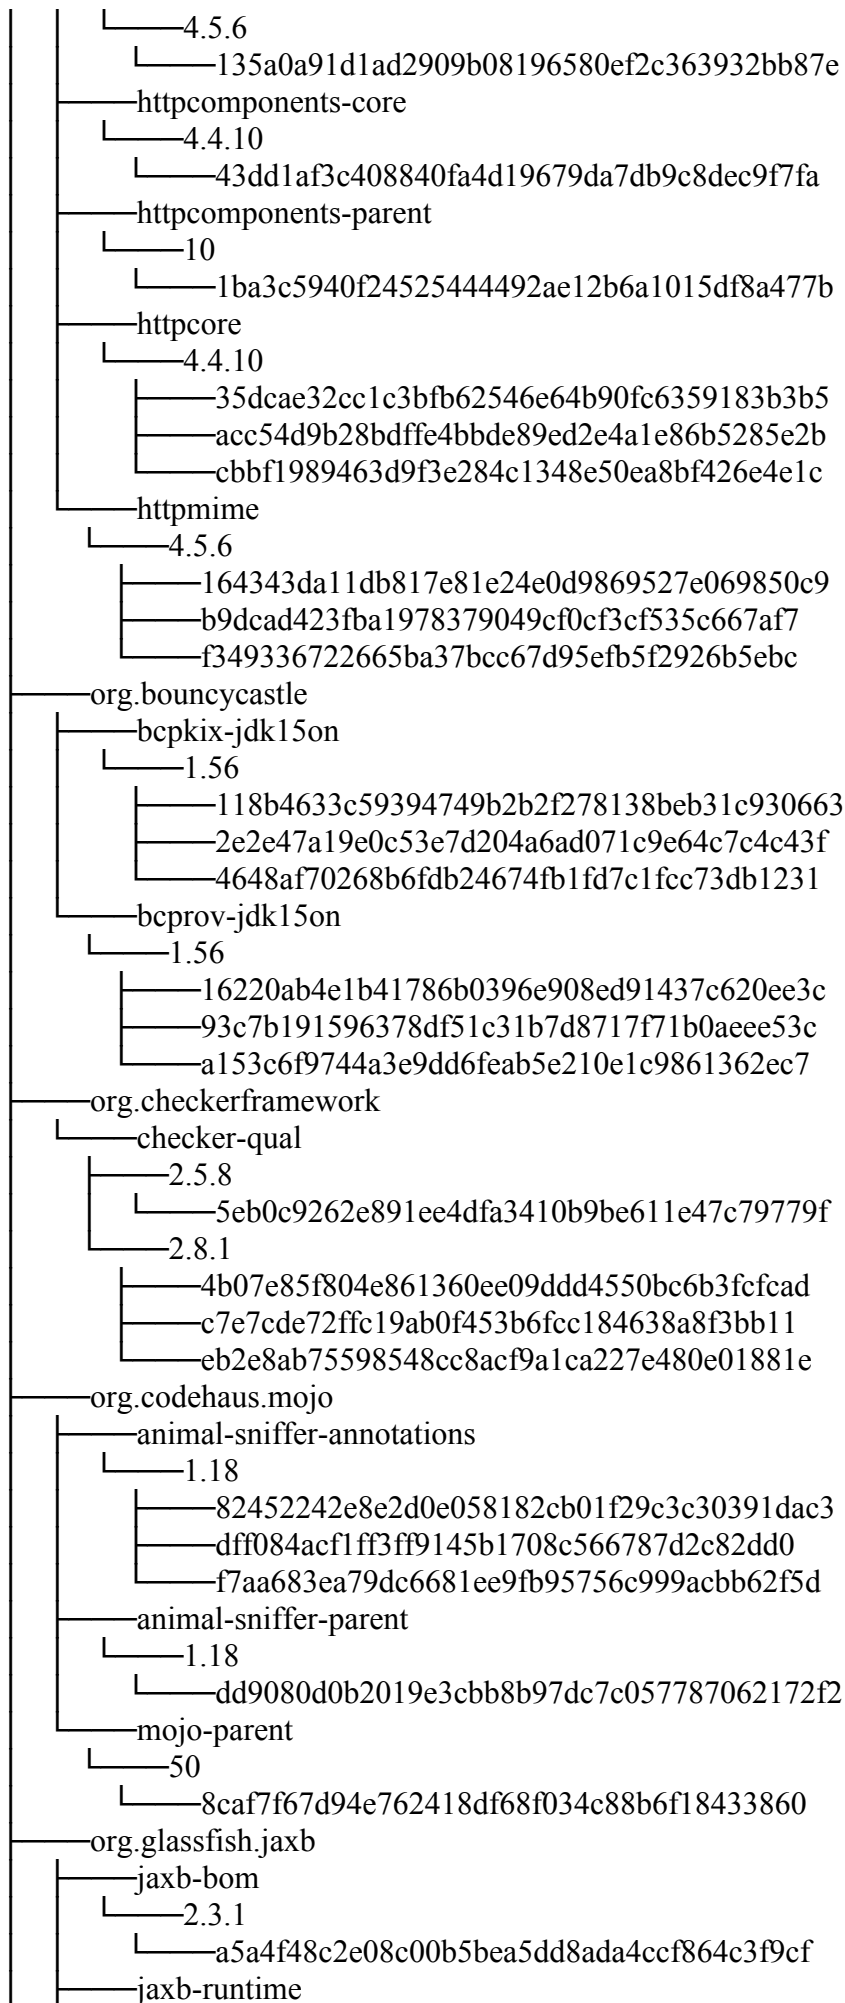 │ │ └────4.5.6
│ │ └────135a0a91d1ad2909b08196580ef2c363932bb87e
│ ├────httpcomponents-core
│ │ └────4.4.10
│ │ └────43dd1af3c408840fa4d19679da7db9c8dec9f7fa
│ ├────httpcomponents-parent
│ │ └────10
│ │ └────1ba3c5940f24525444492ae12b6a1015df8a477b
│ ├────httpcore
│ │ └────4.4.10
│ │ ├────35dcae32cc1c3bfb62546e64b90fc6359183b3b5
│ │ ├────acc54d9b28bdffe4bbde89ed2e4a1e86b5285e2b
│ │ └────cbbf1989463d9f3e284c1348e50ea8bf426e4e1c
│ └────httpmime
│ └────4.5.6
│ ├────164343da11db817e81e24e0d9869527e069850c9
│ ├────b9dcad423fba1978379049cf0cf3cf535c667af7
│ └────f349336722665ba37bcc67d95efb5f2926b5ebc
├────org.bouncycastle
│ ├────bcpkix-jdk15on
│ │ └────1.56
│ │ ├────118b4633c59394749b2b2f278138beb31c930663
│ │ ├────2e2e47a19e0c53e7d204a6ad071c9e64c7c4c43f
│ │ └────4648af70268b6fdb24674fb1fd7c1fcc73db1231
│ └────bcprov-jdk15on
│ └────1.56
│ ├────16220ab4e1b41786b0396e908ed91437c620ee3c
│ ├────93c7b191596378df51c31b7d8717f71b0aeee53c
│ └────a153c6f9744a3e9dd6feab5e210e1c9861362ec7
├────org.checkerframework
│ └────checker-qual
│ ├────2.5.8
│ │ └────5eb0c9262e891ee4dfa3410b9be611e47c79779f
│ └────2.8.1
│ ├────4b07e85f804e861360ee09ddd4550bc6b3fcfcad
│ ├────c7e7cde72ffc19ab0f453b6fcc184638a8f3bb11
│ └────eb2e8ab75598548cc8acf9a1ca227e480e01881e
├────org.codehaus.mojo
│ ├────animal-sniffer-annotations
│ │ └────1.18
│ │ ├────82452242e8e2d0e058182cb01f29c3c30391dac3
│ │ ├────dff084acf1ff3ff9145b1708c566787d2c82dd0
│ │ └────f7aa683ea79dc6681ee9fb95756c999acbb62f5d
│ ├────animal-sniffer-parent
│ │ └────1.18
│ │ └────dd9080d0b2019e3cbb8b97dc7c057787062172f2
│ └────mojo-parent
│ └────50
│ └────8caf7f67d94e762418df68f034c88b6f18433860
├────org.glassfish.jaxb
│ ├────jaxb-bom
│ │ └────2.3.1
│ │ └────a5a4f48c2e08c00b5bea5dd8ada4ccf864c3f9cf
│ ├────jaxb-runtime